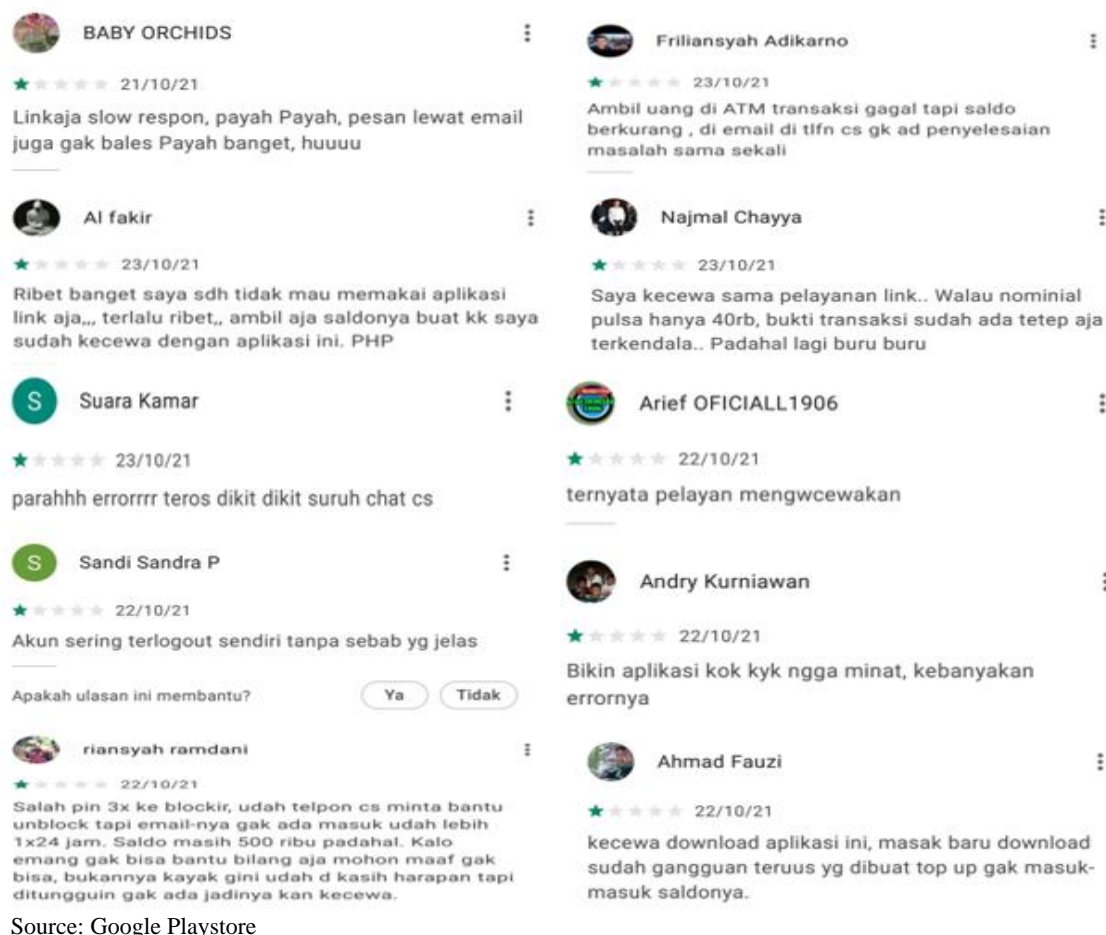 BABY ORCHIDS
21/10/21
Linkaja slow respon, payah Payah, pesan lewat email
juga gak bales Payah banget, huuuu
Al fakir
23/10/21
Ribet banget saya sdh tidak mau memakai aplikasi
link aja,,, terlalu ribet,, ambil aja saldonya buat kk saya
sudah kecewa dengan aplikasi ini. PHP
S
Suara Kamar
23/10/21
parahhh errorrrr teros dikit dikit suruh chat cs
S
Sandi Sandra P
22/10/21
Akun sering terlogout sendiri tanpa sebab yg jelas
Apakah ulasan ini membantu?
Ya
Tidak
riansyah ramdani
22/10/21
Salah pin 3x ke blockir, udah telpon cs minta bantu
unblock tapi email-nya gak ada masuk udah lebih
1x24 jam. Saldo masih 500 ribu padahal. Kalo
emang gak bisa bantu bilang aja mohon maaf gak
bisa, bukannya kayak gini udah d kasih harapan tapi
ditungguin gak ada jadinya kan kecewa.
Friliansyah Adikarno
23/10/21
Ambil uang di ATM transaksi gagal tapi saldo
berkurang , di email di tlfn cs gk ad penyelesaian
masalah sama sekali
Najmal Chayya
23/10/21
Saya kecewa sama pelayanan link.. Walau nominial
pulsa hanya 40rb, bukti transaksi sudah ada tetep aja
terkendala.. Padahal lagi buru buru
Arief OFICIALL1906
22/10/21
ternyata pelayan mengwcewakan
Andry Kurniawan
22/10/21
Bikin aplikasi kok kyk ngga minat, kebanyakan
errornya
Ahmad Fauzi
22/10/21
kecewa download aplikasi ini, masak baru download
sudah gangguan teruus yg dibuat top up gak masuk-
masuk saldonya.
Source: Google Playstore